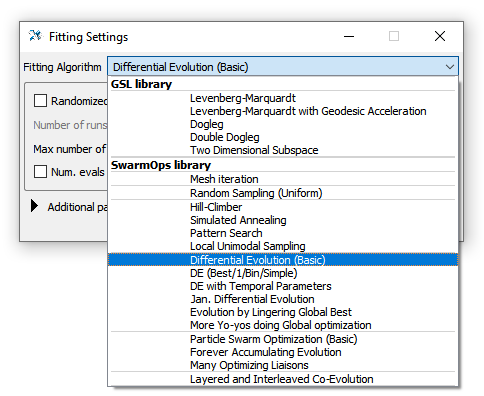 Fitting Settings
Fitting Algorithm Differential Evolution (Basic)
GSL library
Levenberg-Marquardt
Randomized
Levenberg-Marquardt with Geodesic Acceleration
Number of runs
Dogleg
Double Dogleg
Max number of
Two Dimensional Subspace
SwarmOps library
Num. evals
Mesh iteration
Random Sampling (Uniform)
Additional pa
Hill-Climber
Simulated Annealing
Pattern Search
Local Unimodal Sampling
Differential Evolution (Basic)
DE (Best/1/Bin/Simple)
DE with Temporal Parameters
Jan. Differential Evolution
Evolution by Lingering Global Best
More Yo-yos doing Global optimization
Particle Swarm Optimization (Basic)
Forever Accumulating Evolution
Many Optimizing Liaisons
Layered and Interleaved Co-Evolution